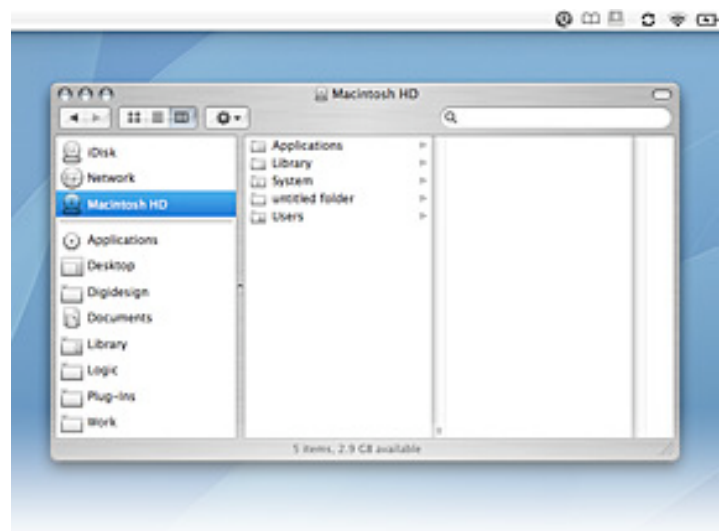 Macintosh HD
iDisk
Network
Macintosh HD
Applications
Desktop
Digidesign
Documents
Library
Logic
Plug-Ins
Work
Applications
Library
System
untitled folder
Users
5 items, 2.9 GB available